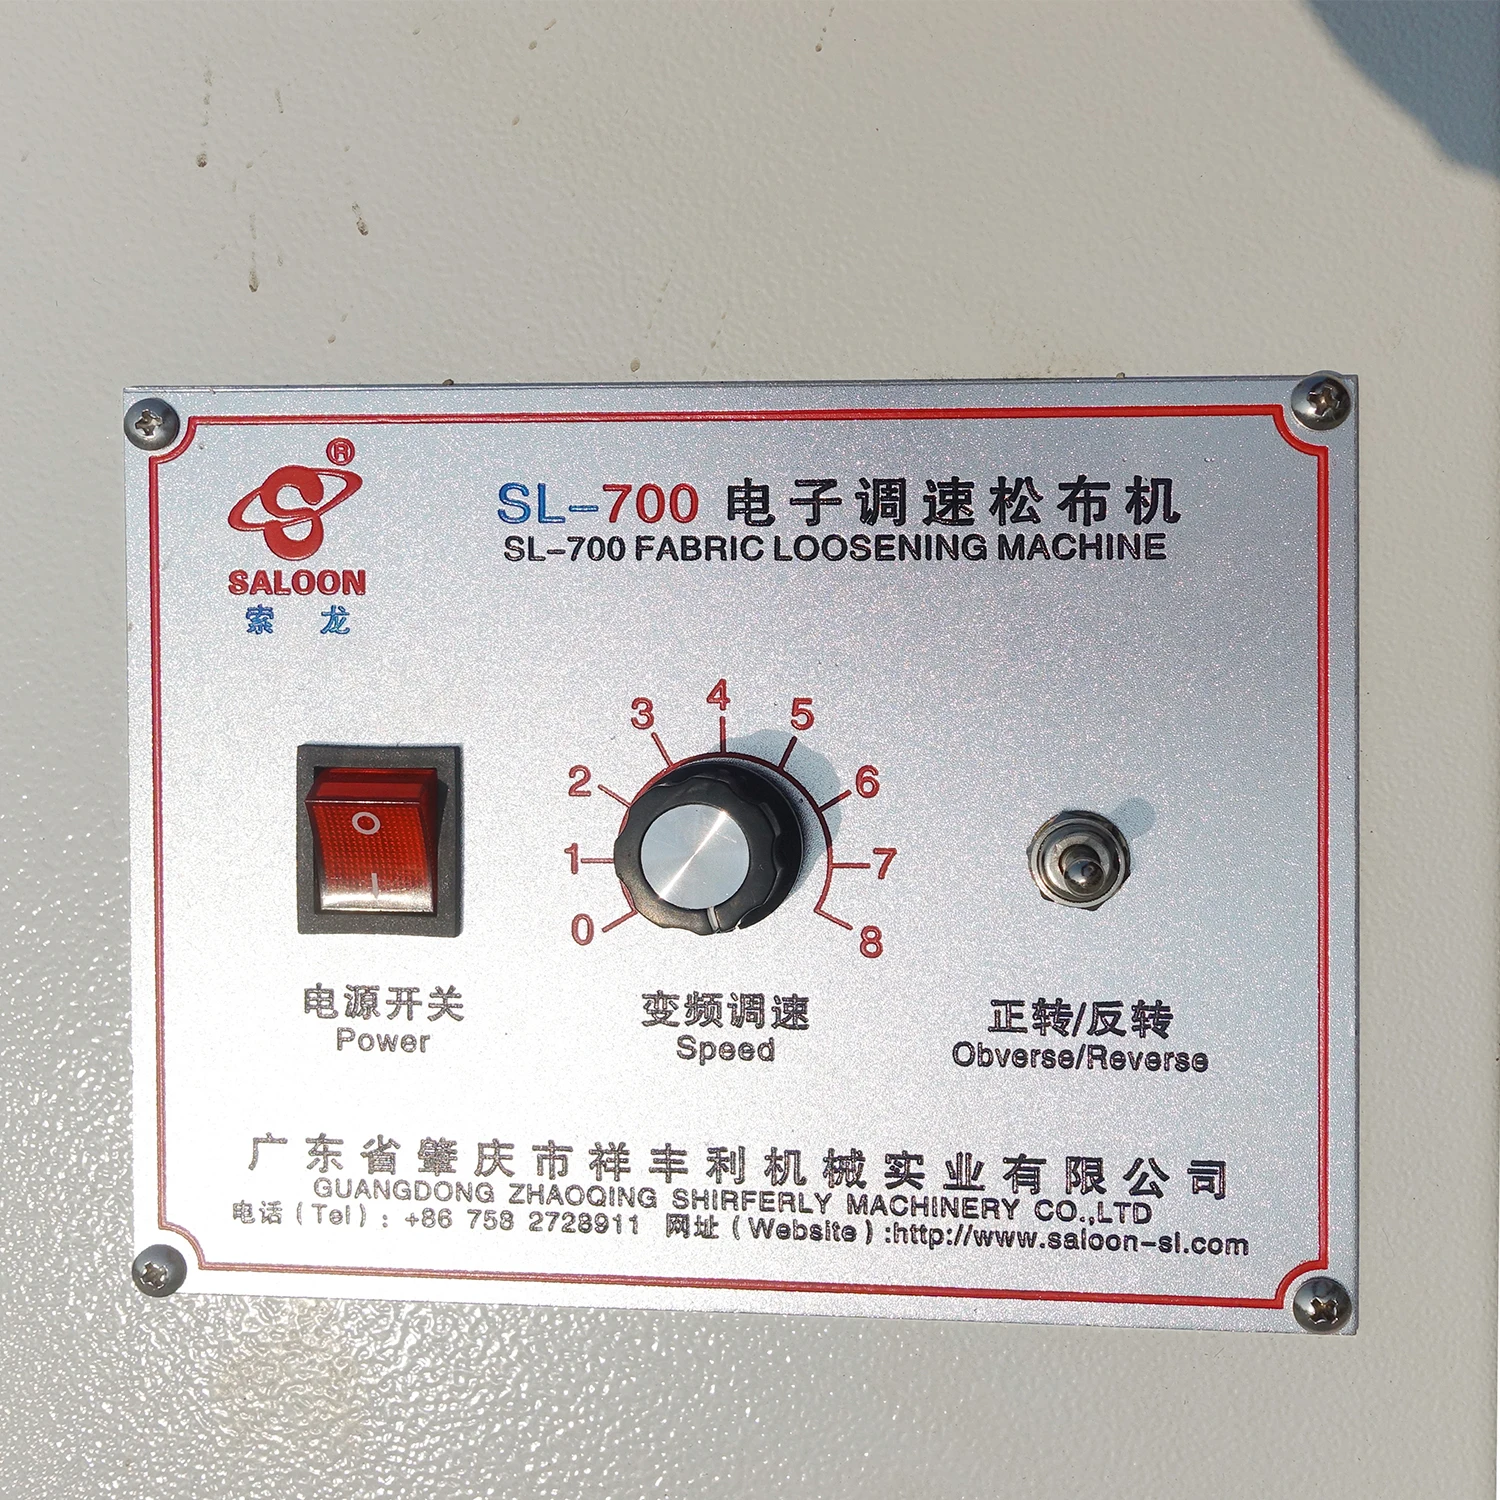 ®
SALOON
索龙
SL-700 电子调速松布机
SL-700 FABRIC LOOSENING MACHINE
O
I
电源开关
Power
0
1
2
3
4
5
6
7
8
变频调速
Speed
正转/反转
Obverse/Reverse
广东省肇庆市祥丰利机械实业有限公司
GUANGDONG ZHAOQING SHIRFERLY MACHINERY CO.,LTD
电话(Tel): +86 758 2728911 网址(Website):http://www.saloon-sl.com